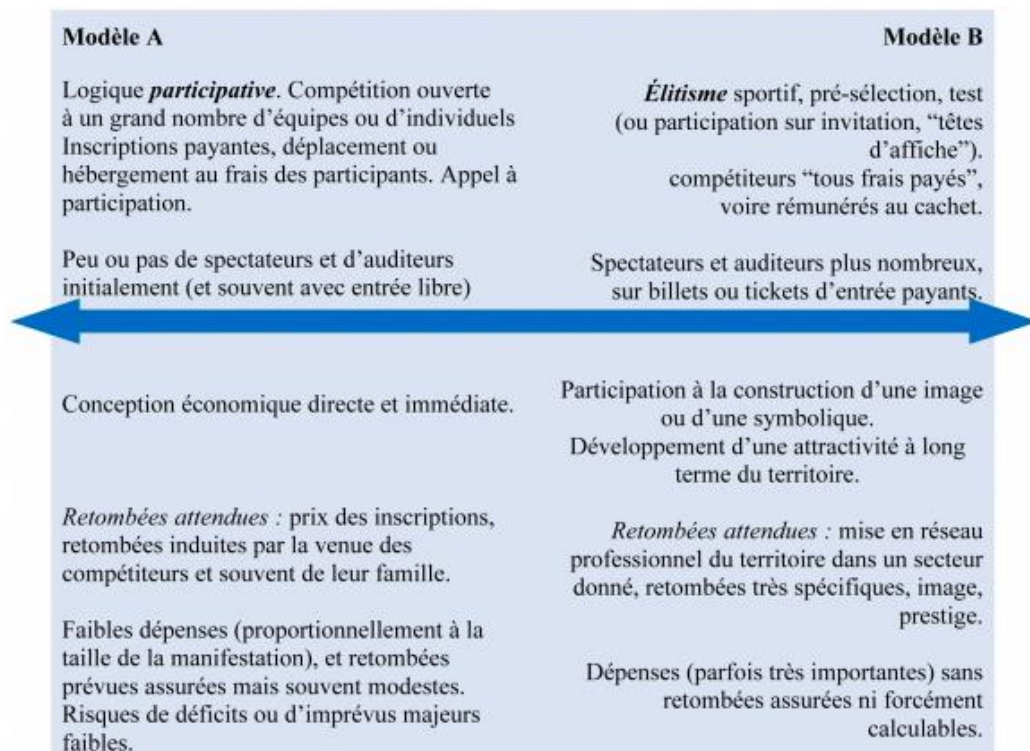 Modèle A
Logique participative. Compétition ouverte
à un grand nombre d’équipes ou d’individuels
Inscriptions payantes, déplacement ou
hébergement au frais des participants. Appel à
participation.
Peu ou pas de spectateurs et d’auditeurs
initialement (et souvent avec entrée libre)
Conception économique directe et immédiate.
Retombées attendues : prix des inscriptions,
retombées induites par la venue des
compétiteurs et souvent de leur famille.
Faibles dépenses (proportionnellement à la
taille de la manifestation), et retombées
prévues assurées mais souvent modestes.
Risques de déficits ou d’imprévus majeurs
faibles.
Modèle B
Élitisme sportif, pré-sélection, test
(ou participation sur invitation, “têtes
d’affiche”).
compétiteurs “tous frais payés”,
voire rémunérés au cachet.
Spectateurs et auditeurs plus nombreux,
sur billets ou tickets d’entrée payants.
Participation à la construction d’une image
ou d’une symbolique.
Développement d’une attractivité à long
terme du territoire.
Retombées attendues : mise en réseau
professionnel du territoire dans un secteur
donné, retombées très spécifiques, image,
prestige.
Dépenses (parfois très importantes) sans
retombées assurées ni forcément
calculables.